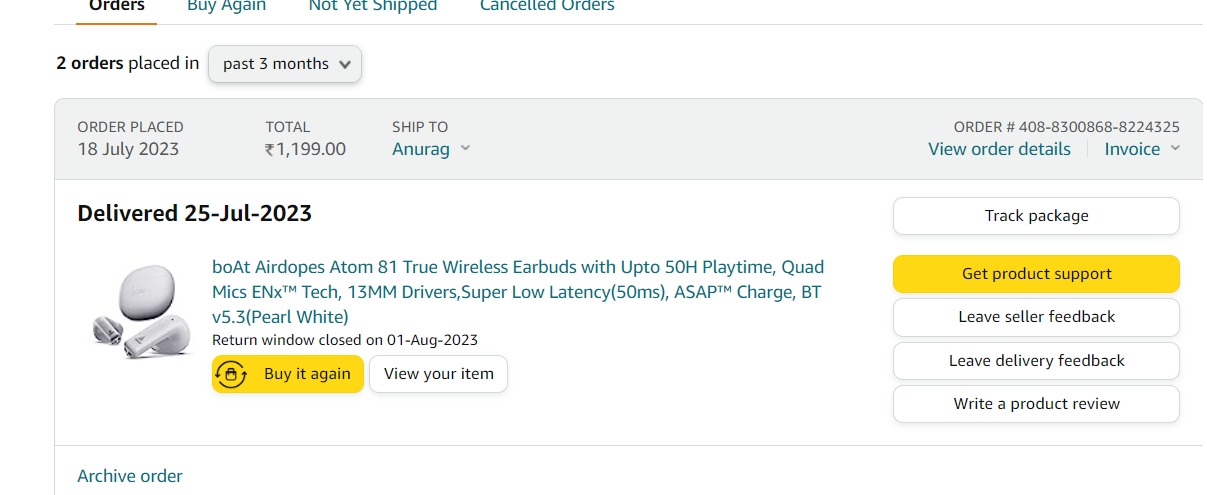 Orders Buy Again Not Yet Shipped Cancelled Orders
2 orders placed in past 3 months
ORDER PLACED TOTAL SHIP TO ORDER # 408-8300868-8224325
18 July 2023 ₹1,199.00 Anurag View order details Invoice
Delivered 25-Jul-2023
Track package
boAt Airdopes Atom 81 True Wireless Earbuds with Upto 50H Playtime, Quad
Mics ENx™ Tech, 13MM Drivers,Super Low Latency(50ms), ASAP™ Charge, BT
v5.3(Pearl White)
Return window closed on 01-Aug-2023
Buy it again View your item
Get product support
Leave seller feedback
Leave delivery feedback
Write a product review
Archive order